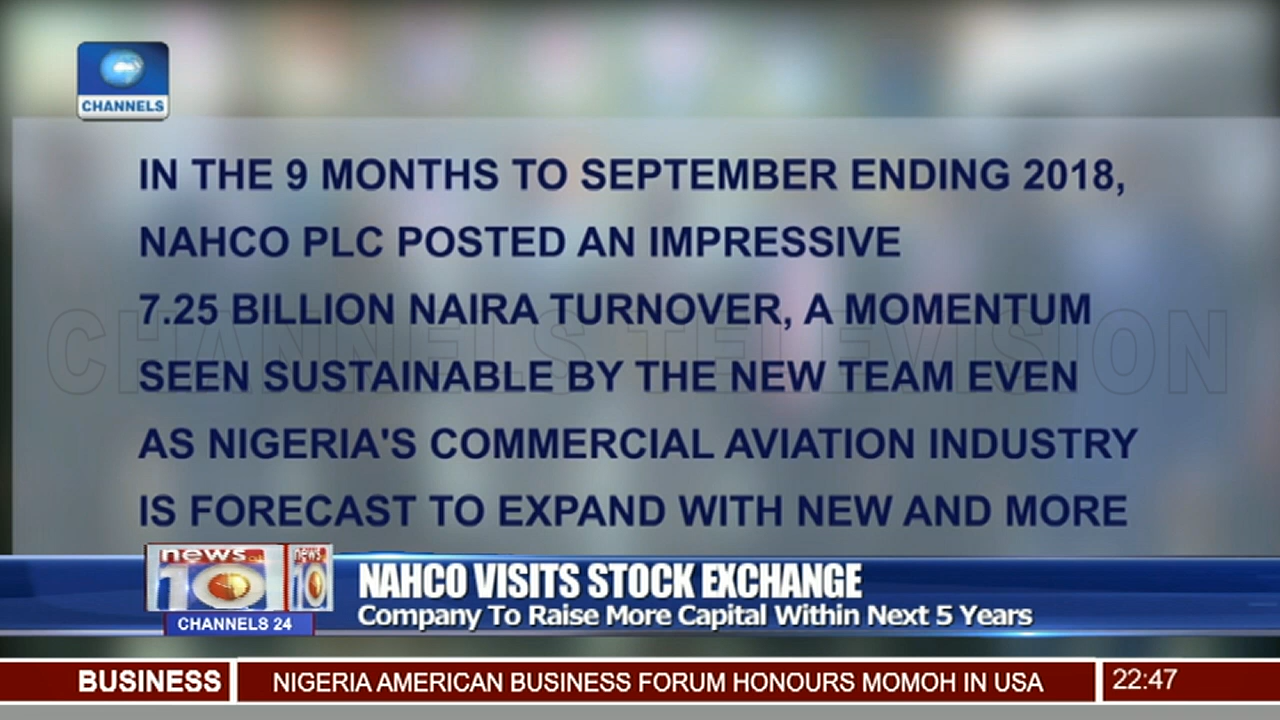 CHANNELS
IN THE 9 MONTHS TO SEPTEMBER ENDING 2018,
NAHCO PLC POSTED AN IMPRESSIVE
7.25 BILLION NAIRA TURNOVER, A MOMENTUM
CHANNELS TELEVISION
SEEN SUSTAINABLE BY THE NEW TEAM EVEN
AS NIGERIA'S COMMERCIAL AVIATION INDUSTRY
IS FORECAST TO EXPAND WITH NEW AND MORE
news
10
news
10
CHANNELS 24
NAHCO VISITS STOCK EXCHANGE
Company To Raise More Capital Within Next 5 Years
BUSINESS
NIGERIA AMERICAN BUSINESS FORUM HONOURS MOMOH IN USA
22:47